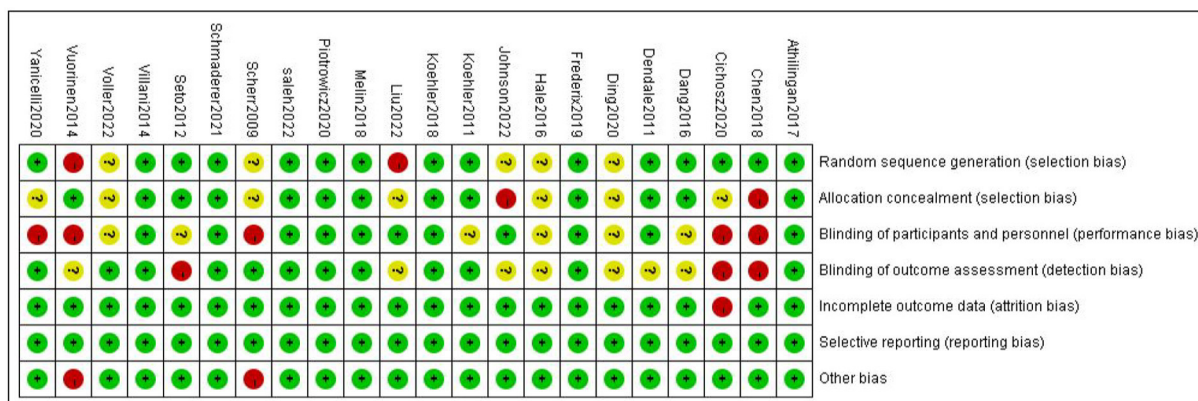 Yanicelli2020
Vuorinen2014
Voller2022
Villani2014
Seto2012
Schmaderer2021
Scherr2009
saleh2022
Piotrowicz2020
Melin2018
Liu2022
Koehler2018
Koehler2011
Johnson2022
Hale2016
Frederix2019
Ding2020
Dendale2011
Dang2016
Cichosz2020
Chen2018
Athilingan2017
+ - ? + + + ? + + + - + + ? ? + ? + + + + + Random sequence generation (selection bias)
? + ? + + + ? + + + ? + + - ? + ? + + ? - + Allocation concealment (selection bias)
- - ? + ? + - + + + + + ? + ? + ? + ? - - + Blinding of participants and personnel (performance bias)
+ ? + + - + + + + + ? + + ? ? + ? ? ? - - + Blinding of outcome assessment (detection bias)
+ + + + + + + + + + + + + + + + + + + - + + Incomplete outcome data (attrition bias)
+ + + + + + + + + + + + + + + + + + + + + + Selective reporting (reporting bias)
+ - + + + + - + + + + + + + + + + + + + + + Other bias